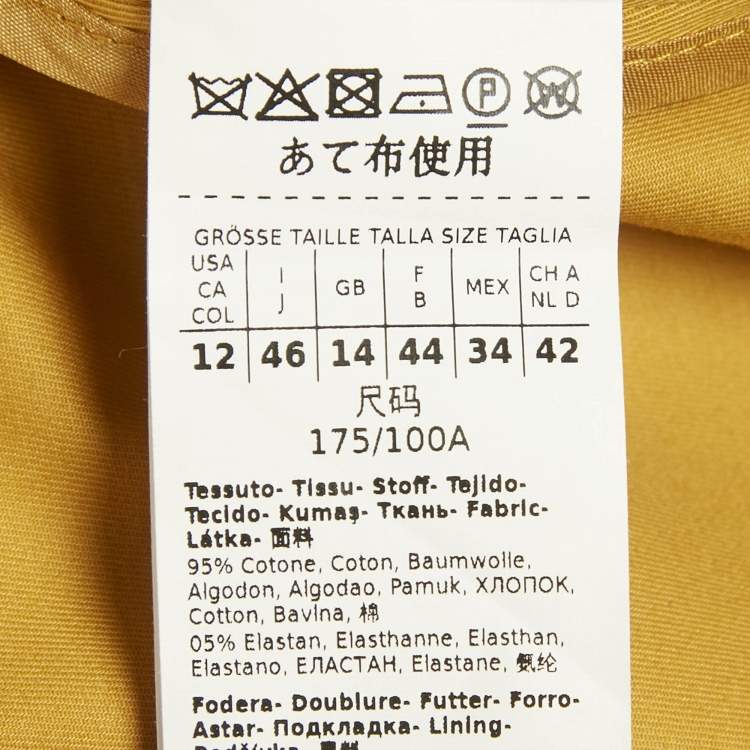 P W
あて布使用
GRÖSSE TAILLE TALLA SIZE TAGLIA
USA CA COL I J GB F B MEX CH A NL D
12 46 14 44 34 42
尺码
175/100A
Tessuto- Tissu- Stoff- Tejido-
Tecido- Kumaş- Ткань- Fabric-
Látka- 面料
95% Cotone, Coton, Baumwolle,
Algodon, Algodao, Pamuk, ХЛОПОК,
Cotton, Bavlna, 棉
05% Elastan, Elasthanne, Elasthan,
Elastano, ЕЛАСТАН, Elastane, 氨纶
Fodera- Doublure- Futter- Forro-
Astar- Подкладка- Lining-